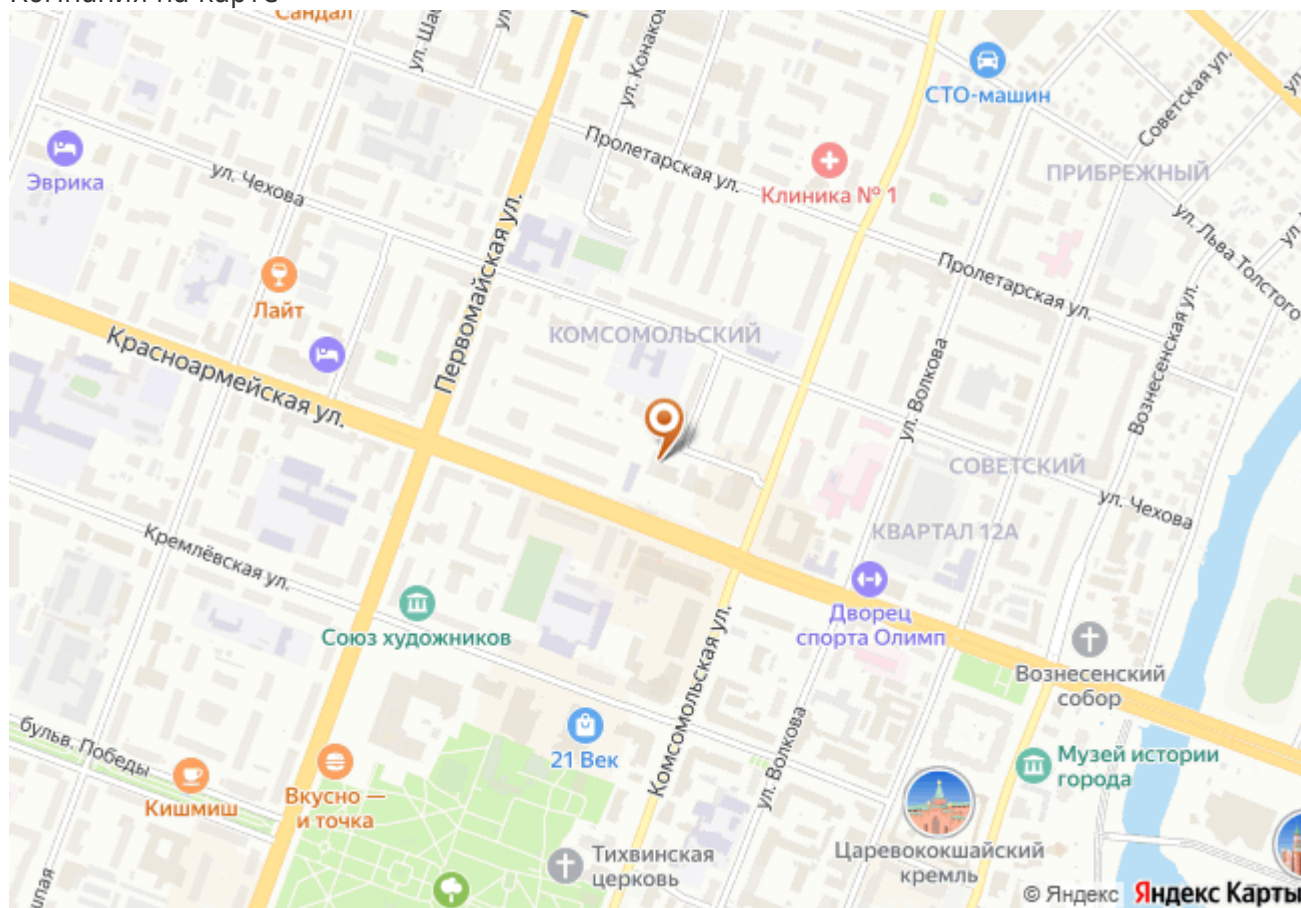 Сандал
ул. Конакова
СТО-машин
Советская ул.
Пролетарская ул.
ПРИБРЕЖНЫЙ
Клиника № 1
Эврика
ул. Чехова
ул. Льва Толстого
Первомайская ул.
Пролетарская ул.
Лайт
КОМСОМОЛЬСКИЙ
Красноармейская ул.
ул. Волкова
Вознесенская ул.
СОВЕТСКИЙ
ул. Чехова
КВАРТАЛ 12А
Кремлёвская ул.
Союз художников
Дворец
спорта Олимп
Комсомольская ул.
Вознесенский
собор
бульв. Победы
21 Век
ул. Волкова
Музей истории
города
Кишмиш
Вкусно —
и точка
Тихвинская
церковь
Царевококшайский
кремль
© Яндекс Яндекс Карты